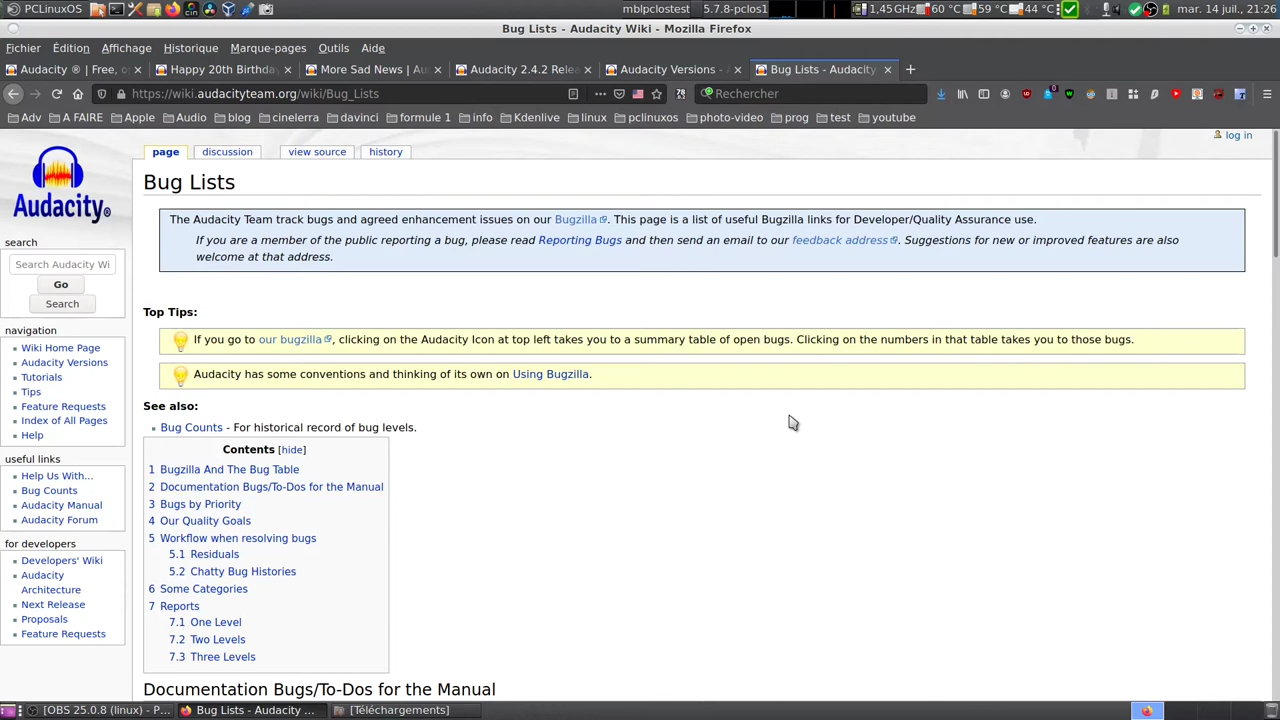 PCLinuxOS mblpclostest 5.7.8-pclos1 1,45GHz 60 °C 59 °C 44 °C mar. 14 juil., 21:26
Bug Lists - Audacity Wiki - Mozilla Firefox
Fichier Édition Affichage Historique Marque-pages Outils Aide
Audacity ® | Free, o Happy 20th Birthda More Sad News | Au Audacity 2.4.2 Relea Audacity Versions - A Bug Lists - Audacity
https://wiki.audacityteam.org/wiki/Bug_Lists Rechercher
Adv A FAIRE Apple Audio blog cinelerra davinci formule 1 info Kdenlive linux pclinuxos photo-video prog test youtube
log in
page discussion view source history
Bug Lists
The Audacity Team track bugs and agreed enhancement issues on our Bugzilla. This page is a list of useful Bugzilla links for Developer/Quality Assurance use.
If you are a member of the public reporting a bug, please read Reporting Bugs and then send an email to our feedback address. Suggestions for new or improved features are also
welcome at that address.
Top Tips:
If you go to our bugzilla, clicking on the Audacity Icon at top left takes you to a summary table of open bugs. Clicking on the numbers in that table takes you to those bugs.
Audacity has some conventions and thinking of its own on Using Bugzilla.
See also:
Bug Counts - For historical record of bug levels.
Contents [hide]
1 Bugzilla And The Bug Table
2 Documentation Bugs/To-Dos for the Manual
3 Bugs by Priority
4 Our Quality Goals
5 Workflow when resolving bugs
5.1 Residuals
5.2 Chatty Bug Histories
6 Some Categories
7 Reports
7.1 One Level
7.2 Two Levels
7.3 Three Levels
Documentation Bugs/To-Dos for the Manual
Audacity®
search
Search Audacity Wi
Go
Search
navigation
Wiki Home Page
Audacity Versions
Tutorials
Tips
Feature Requests
Index of All Pages
Help
useful links
Help Us With...
Bug Counts
Audacity Manual
Audacity Forum
for developers
Developers' Wiki
Audacity
Architecture
Next Release
Proposals
Feature Requests
[OBS 25.0.8 (linux) - P... Bug Lists - Audacity ... [Téléchargements]